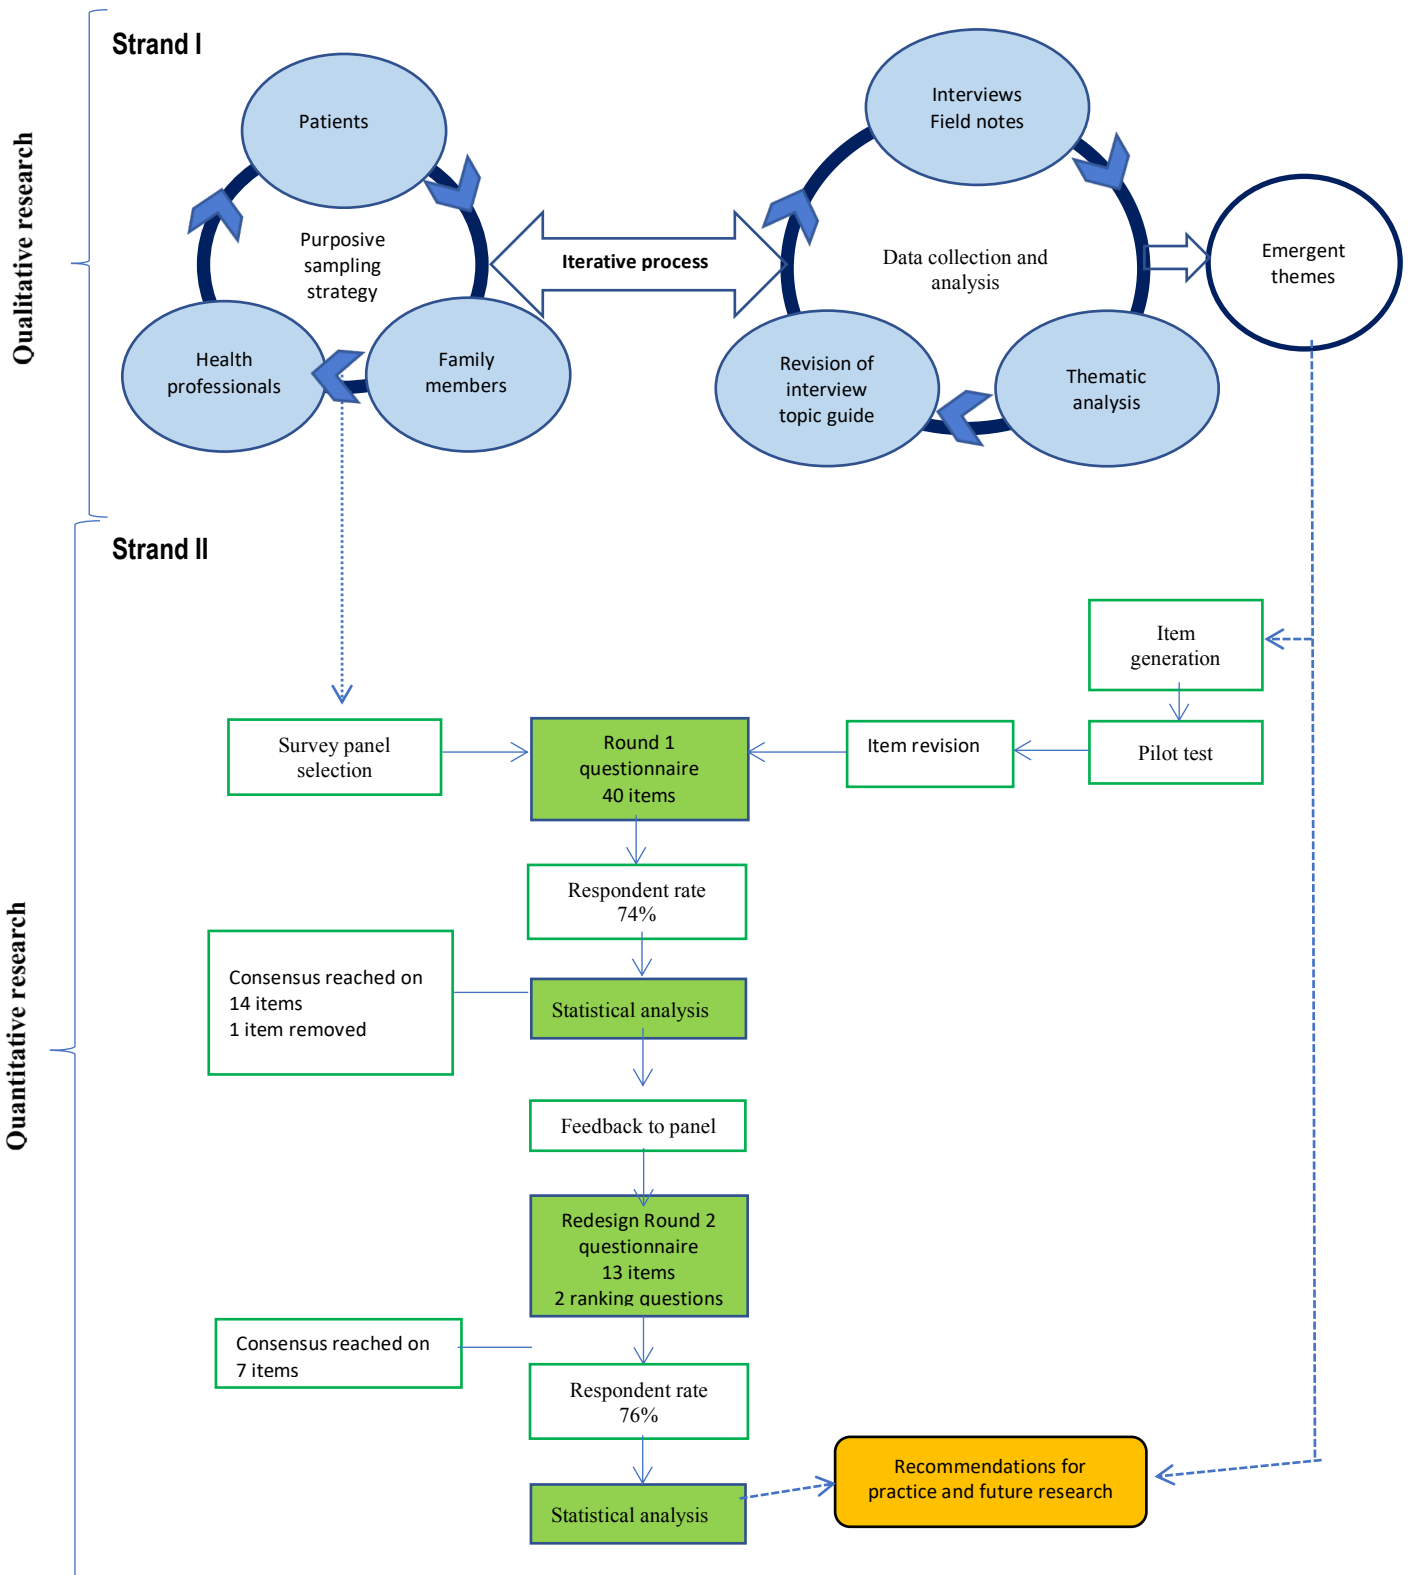 Strand I
Qualitative research
Patients
Purposive
sampling
strategy
Health
professionals
Family
members
Iterative process
Interviews
Field notes
Data collection and
analysis
Revision of
interview
topic guide
Thematic
analysis
Emergent
themes
Strand II
Quantitative research
Item
generation
Pilot test
Item revision
Survey panel
selection
Round 1
questionnaire
40 items
Respondent rate
74%
Consensus reached on
14 items
1 item removed
Statistical analysis
Feedback to panel
Redesign Round 2
questionnaire
13 items
2 ranking questions
Consensus reached on
7 items
Respondent rate
76%
Statistical analysis
Recommendations for
practice and future research